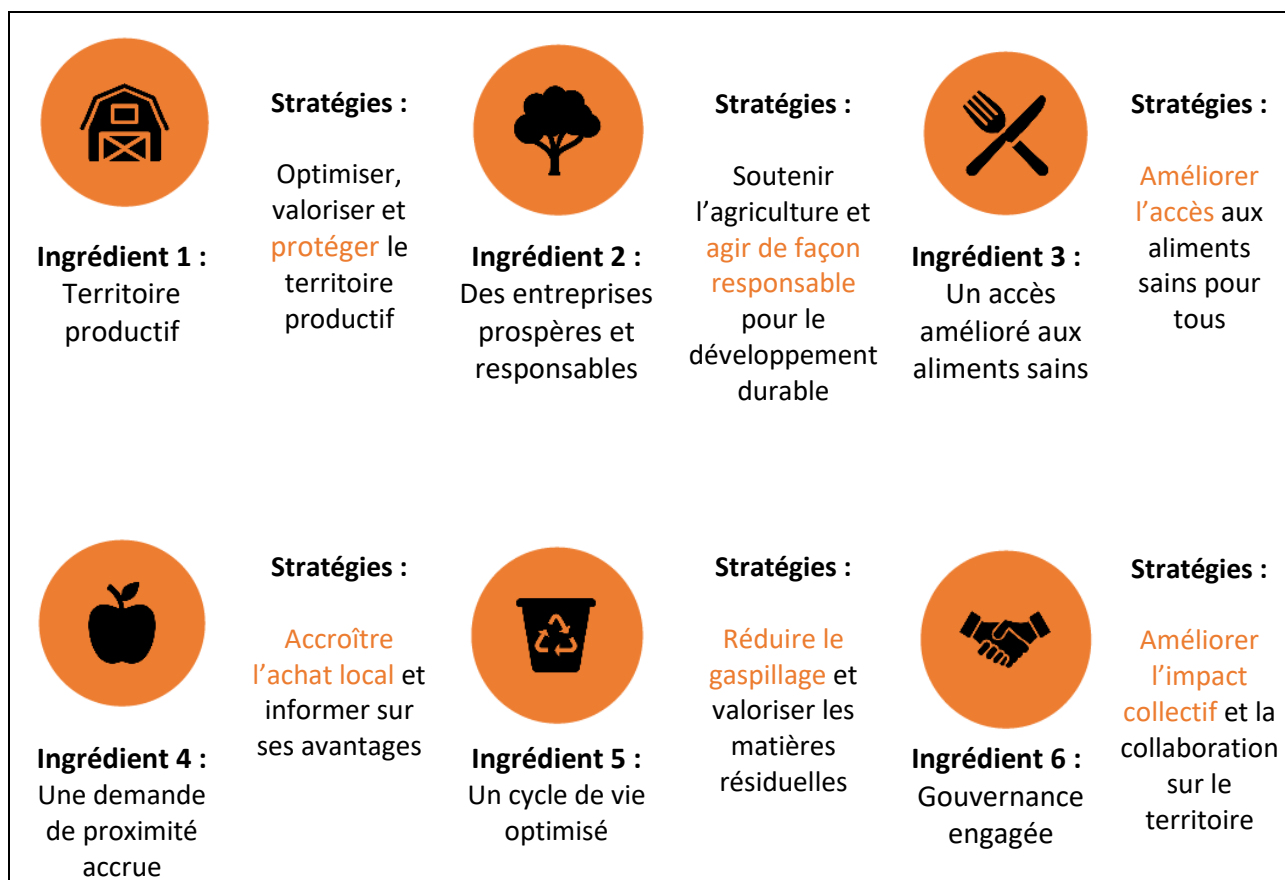 Ingrédient 1 :
Territoire
productif
Stratégies :
Optimiser,
valoriser et
protéger le
territoire
productif
Ingrédient 2 :
Des entreprises
prospères et
responsables
Stratégies :
Soutenir
l’agriculture et
agir de façon
responsable
pour le
développement
durable
Ingrédient 3 :
Un accès
amélioré aux
aliments sains
Stratégies :
Améliorer
l’accès aux
aliments
sains pour
tous
Ingrédient 4 :
Une demande
de proximité
accrue
Stratégies :
Accroître
l’achat local et
informer sur
ses avantages
Ingrédient 5 :
Un cycle de vie
optimisé
Stratégies :
Réduire le
gaspillage et
valoriser les
matières
résiduelles
Ingrédient 6 :
Gouvernance
engagée
Stratégies :
Améliorer
l’impact
collectif et la
collaboration
sur le
territoire